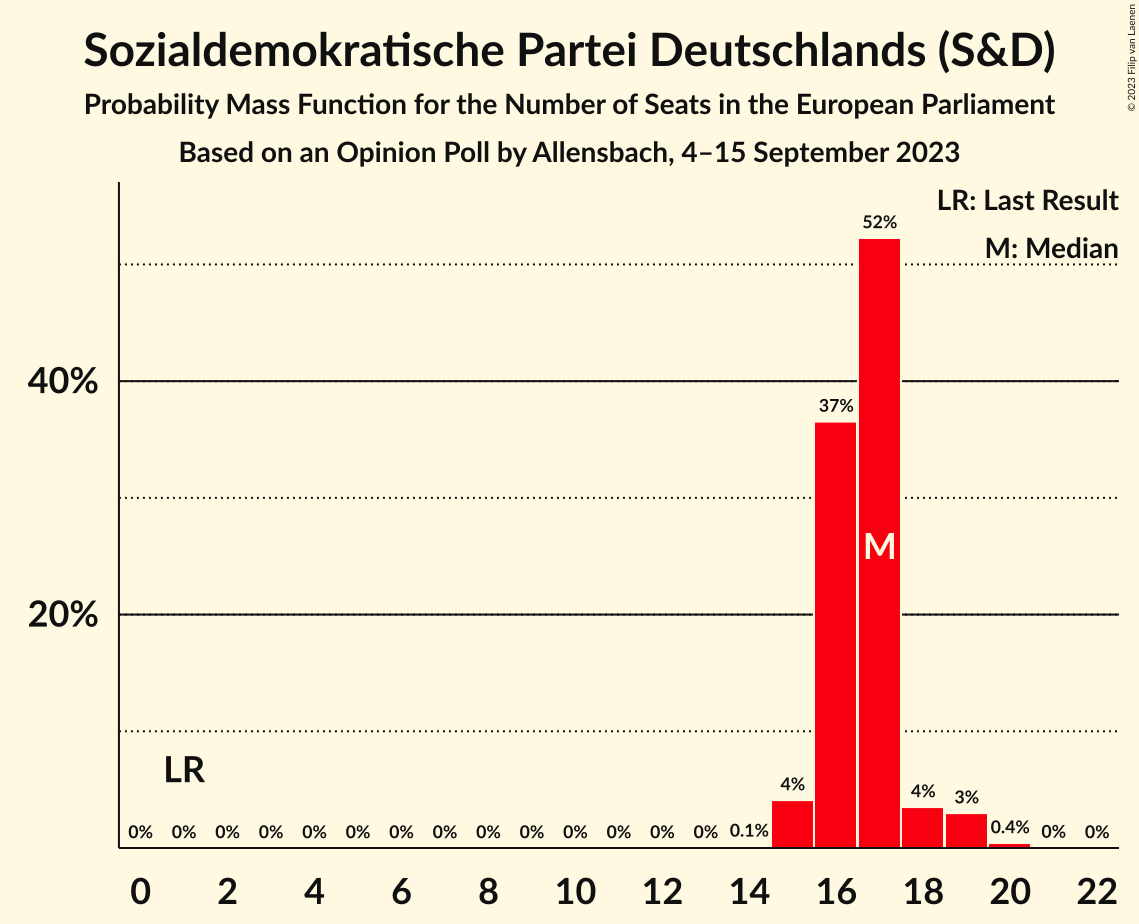 Sozialdemokratische Partei Deutschlands (S&D)
Probability Mass Function for the Number of Seats in the European Parliament
Based on an Opinion Poll by Allensbach, 4–15 September 2023
© 2023 Filip van Laenen
LR: Last Result
M: Median
52%
40%
37%
M
20%
LR
0% 0% 0% 0% 0% 0% 0% 0% 0% 0% 0% 0% 0% 0% 0.1% 4% 4% 3% 0.4% 0% 0%
0 2 4 6 8 10 12 14 16 18 20 22